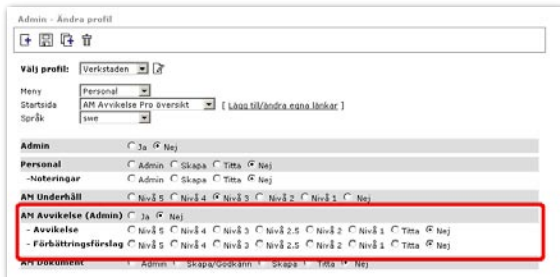 Admin - Ändra profil
Välj profil: Verkstaden
Meny Personal
Startsida AM Avvikelse Pro översikt [ Lägg till/ändra egna länkar ]
Språk swe
Admin Ja Nej
Personal Admin Skapa Titta Nej
-Noteringar Admin Skapa Titta Nej
AM Underhåll Nivå 5 Nivå 4 Nivå 3 Nivå 2 Nivå 1 Nej
AM Avvikelse (Admin) Ja Nej
- Avvikelse Nivå 5 Nivå 4 Nivå 3 Nivå 2.5 Nivå 2 Nivå 1 Titta Nej
- Förbättringsförslag Nivå 5 Nivå 4 Nivå 3 Nivå 2.5 Nivå 2 Nivå 1 Titta Nej
AM Dokument Admin Skapa/Godkänn Skapa Titta Nej